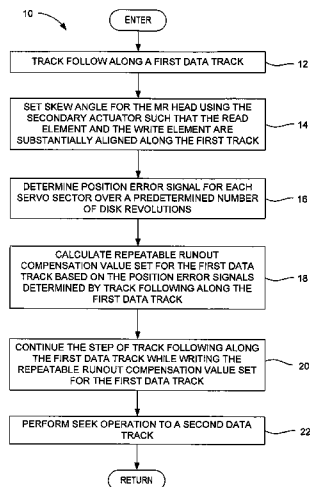 10
ENTER
TRACK FOLLOW ALONG A FIRST DATA TRACK
12
SET SKEW ANGLE FOR THE MR HEAD USING THE
SECONDARY ACTUATOR SUCH THAT THE READ
ELEMENT AND THE WRITE ELEMENT ARE
SUBSTANTIALLY ALIGNED ALONG THE FIRST TRACK
14
DETERMINE POSITION ERROR SIGNAL FOR EACH
SERVO SECTOR OVER A PREDETERMINED NUMBER
OF DISK REVOLUTIONS
16
CALCULATE REPEATABLE RUNOUT
COMPENSATION VALUE SET FOR THE FIRST DATA
TRACK BASED ON THE POSITION ERROR SIGNALS
DETERMINED BY TRACK FOLLOWING ALONG THE
FIRST DATA TRACK
18
CONTINUE THE STEP OF TRACK FOLLOWING ALONG
THE FIRST DATA TRACK WHILE WRITING THE
REPEATABLE RUNOUT COMPENSATION VALUE SET
FOR THE FIRST DATA TRACK
20
PERFORM SEEK OPERATION TO A SECOND DATA
TRACK
22
RETURN